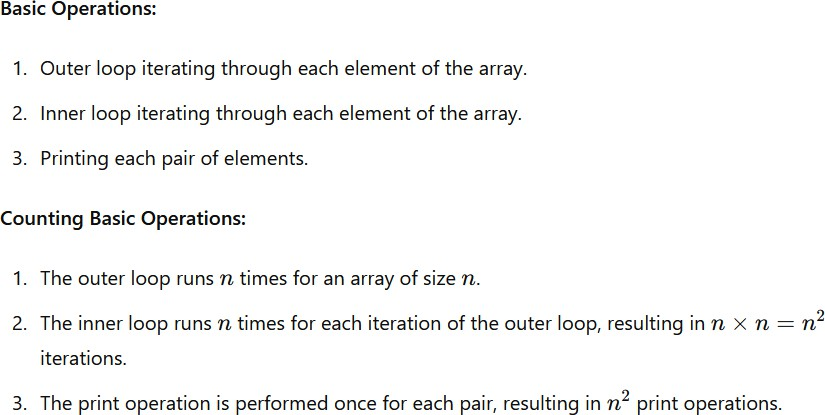 Basic Operations:
1. Outer loop iterating through each element of the array.
2. Inner loop iterating through each element of the array.
3. Printing each pair of elements.
Counting Basic Operations:
1. The outer loop runs n times for an array of size n.
2. The inner loop runs n times for each iteration of the outer loop, resulting in n × n = n²
iterations.
3. The print operation is performed once for each pair, resulting in n² print operations.